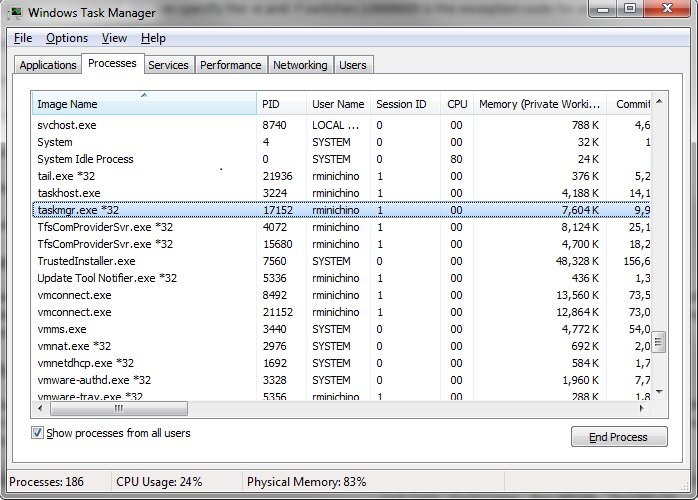 Windows Task Manager
File Options View Help
Applications Processes Services Performance Networking Users
Image Name PID User Name Session ID CPU Memory (Private Worki... Commit
svchost.exe 8740 LOCAL ... 0 00 788 K 4,6
System 4 SYSTEM 0 00 32 K 1
System Idle Process 0 SYSTEM 0 80 24 K
tail.exe *32 21936 rminichino 1 00 376 K 5,2
taskhost.exe 3224 rminichino 1 00 4,188 K 14,1
taskmgr.exe *32 17152 rminichino 1 00 7,604 K 9,9
TfsComProviderSvr.exe *32 4072 rminichino 1 00 8,124 K 25,1
TfsComProviderSvr.exe *32 15680 rminichino 1 00 4,700 K 18,2
TrustedInstaller.exe 7560 SYSTEM 0 00 48,328 K 156,6
Update Tool Notifier.exe *32 5336 rminichino 1 00 436 K 1,3
vmconnect.exe 8492 rminichino 1 00 13,560 K 73,5
vmconnect.exe 21152 rminichino 1 00 12,864 K 73,0
vmms.exe 3440 SYSTEM 0 00 4,772 K 54,0
vmnat.exe *32 2976 SYSTEM 0 00 692 K 2,0
vmnetdhcp.exe *32 1692 SYSTEM 0 00 584 K 1,7
vmware-authd.exe *32 3328 SYSTEM 0 00 1,960 K 7,7
vmware-tray.exe *32 5356 rminichino 1 00 288 K 1,8
Show processes from all users
End Process
Processes: 186 CPU Usage: 24% Physical Memory: 83%